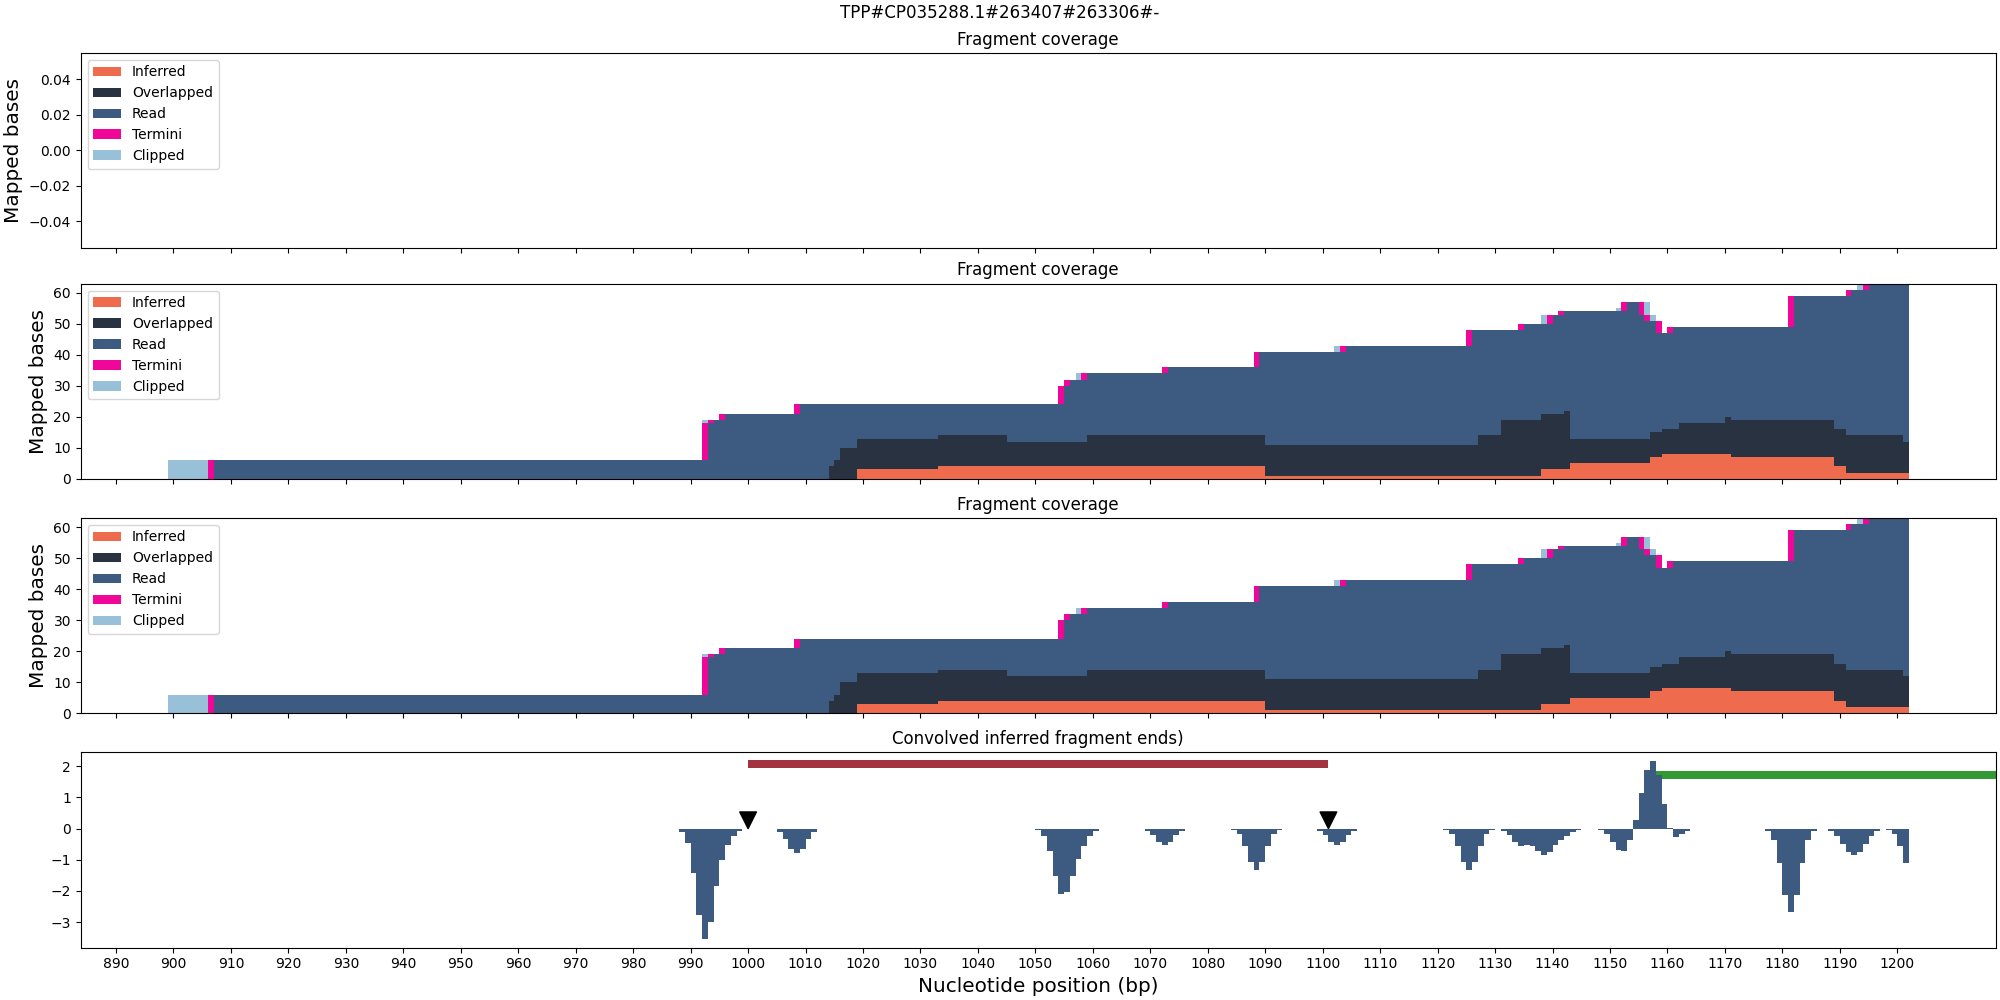 TPP#CP035288.1#263407#263306#-
Fragment coverage
Mapped bases
0.04
0.02
0.00
−0.02
−0.04
Inferred
Overlapped
Read
Termini
Clipped
Fragment coverage
Mapped bases
60
50
40
30
20
10
0
Inferred
Overlapped
Read
Termini
Clipped
Fragment coverage
Mapped bases
60
50
40
30
20
10
0
Inferred
Overlapped
Read
Termini
Clipped
Convolved inferred fragment ends)
2
1
0
−1
−2
−3
890 900 910 920 930 940 950 960 970 980 990 1000 1010 1020 1030 1040 1050 1060 1070 1080 1090 1100 1110 1120 1130 1140 1150 1160 1170 1180 1190 1200
Nucleotide position (bp)